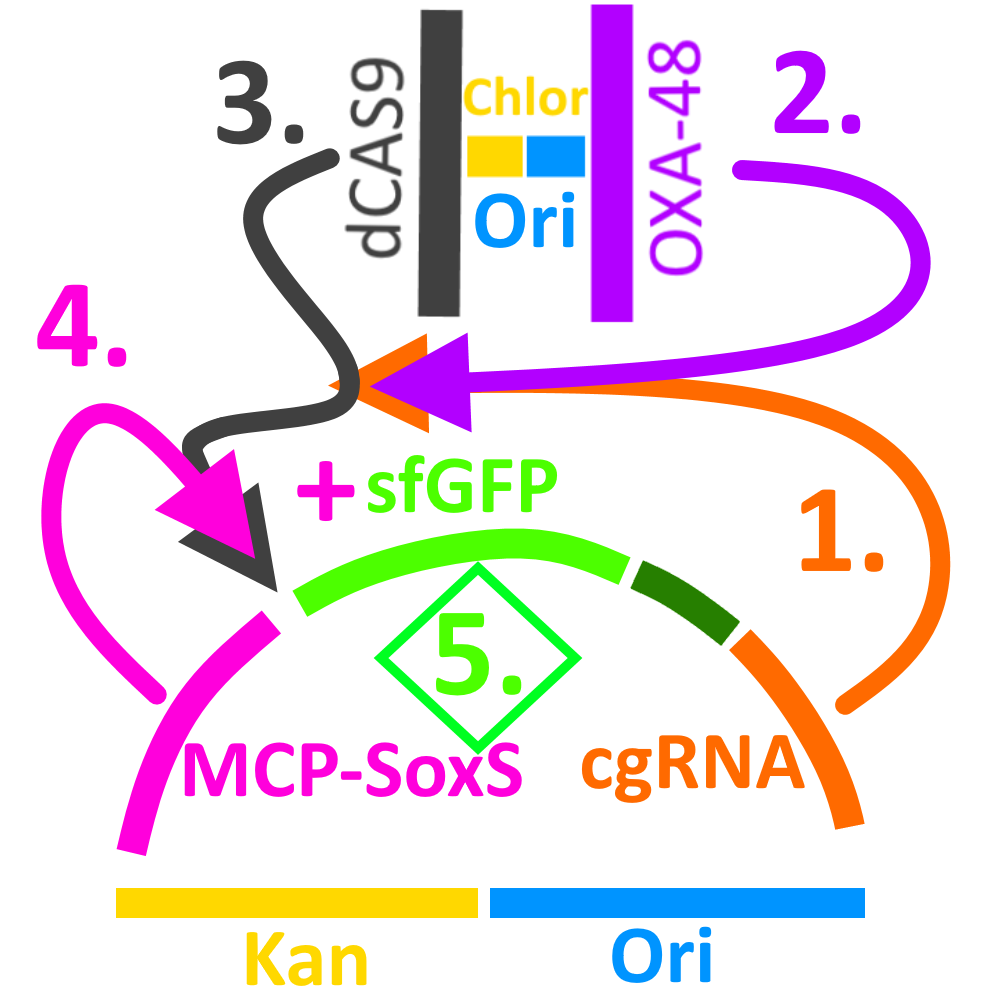 3.
dCAS9
Chlor
Ori
OXA-48
2.
4.
+sfGFP
1.
5.
MCP-SoxS
cgRNA
Kan
Ori